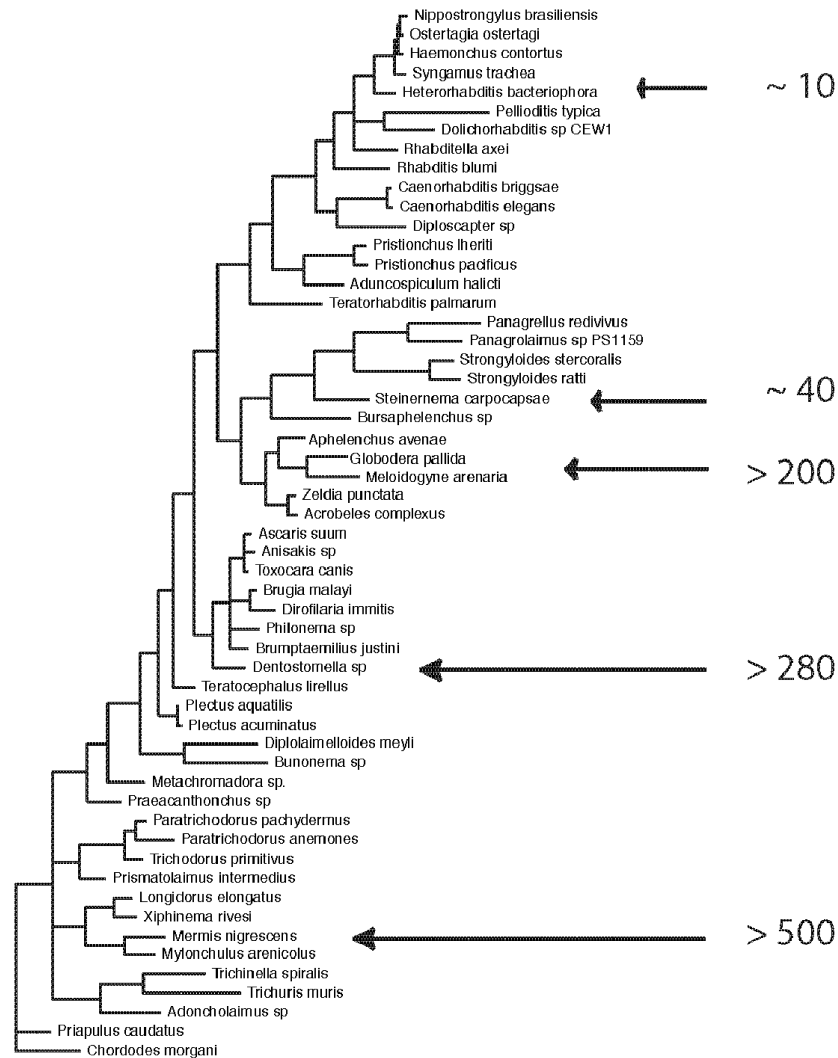 Nippostrongylus brasiliensis
Ostertagia ostertagi
Haemonchus contortus
Syngamus trachea
Heterorhabditis bacteriophora
~ 10
Pellioditis typica
Dolichorhabditis sp CEW1
Rhabditella axei
Rhabditis blumi
Caenorhabditis briggsae
Caenorhabditis elegans
Diploscapter sp
Pristionchus lheriti
Pristionchus pacificus
Aduncospiculum halicti
Teratorhabditis palmarum
Panagrellus redivivus
Panagrolaimus sp PS1159
Strongyloides stercoralis
Strongyloides ratti
~ 40
Steinernema carpocapsae
Bursaphelenchus sp
Aphelenchus avenae
Globodera pallida
> 200
Meloidogyne arenaria
Zeldia punctata
Acrobeles complexus
Ascaris suum
Anisakis sp
Toxocara canis
Brugia malayi
Dirofilaria immitis
Philonema sp
Brumptaemilius justini
Dentostomella sp
> 280
Teratocephalus lirellus
Plectus aquatilis
Plectus acuminatus
Diplolaimelloides meyli
Bunonema sp
Metachromadora sp.
Praeacanthonchus sp
Paratrichodorus pachydermus
Paratrichodorus anemones
Trichodorus primitivus
Prismatolaimus intermedius
Longidorus elongatus
Xiphinema rivesi
Mermis nigrescens
> 500
Mylonchulus arenicolus
Trichinella spiralis
Trichuris muris
Adoncholaimus sp
Priapulus caudatus
Chordodes morgani